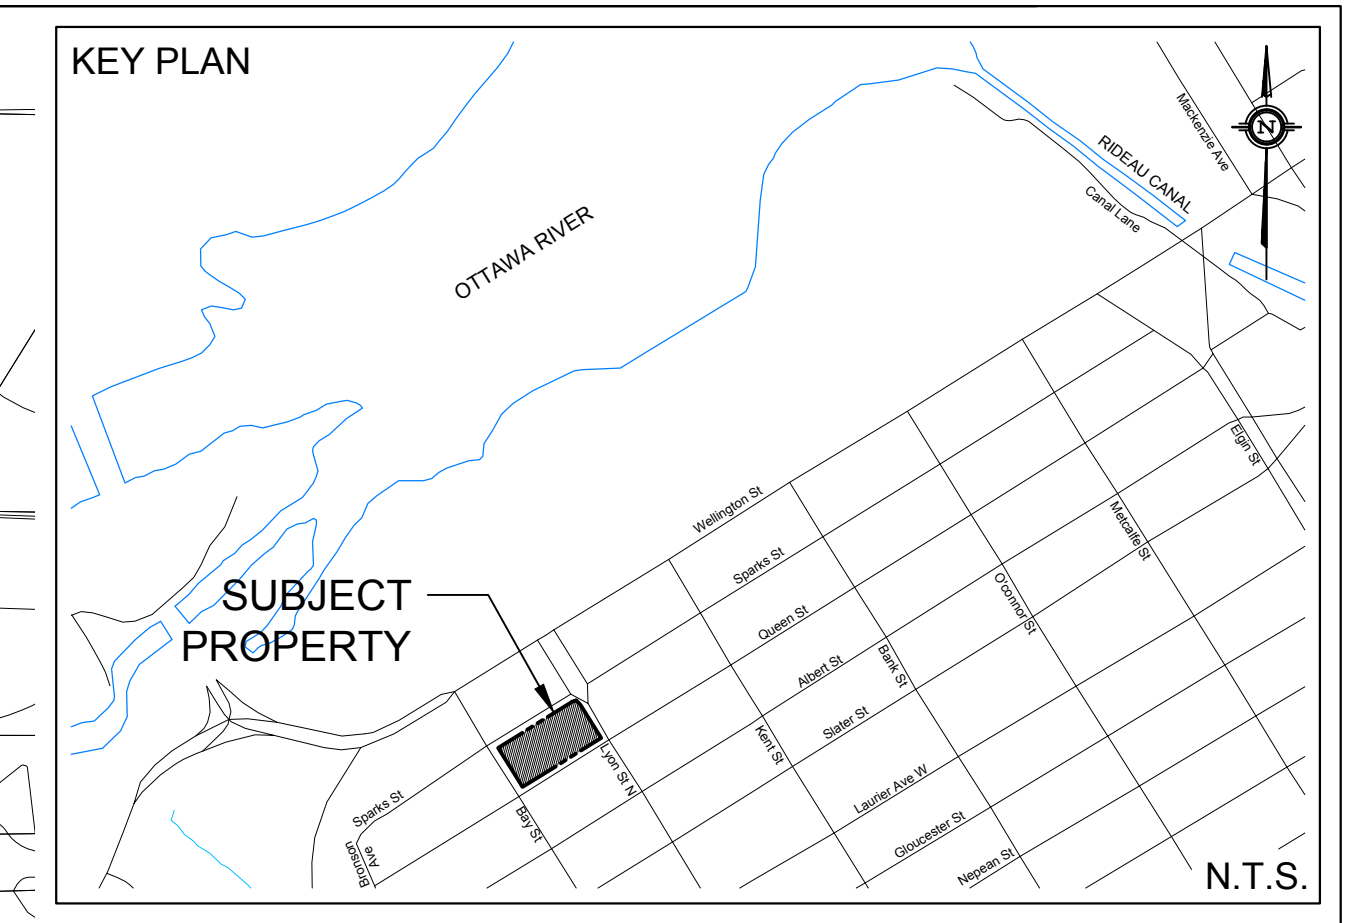 KEY PLAN
N
Mackenzie Ave
RIDEAU CANAL
Canal Lane
OTTAWA RIVER
Elgin St
Wellington St
Metcalfe St
Sparks St
O'connor St
SUBJECT
PROPERTY
Queen St
Bank St
Albert St
Slater St
Kent St
Lyon St N
Laurier Ave W
Sparks St
Bay St
Gloucester St
Bronson
Ave
Nepean St
N.T.S.